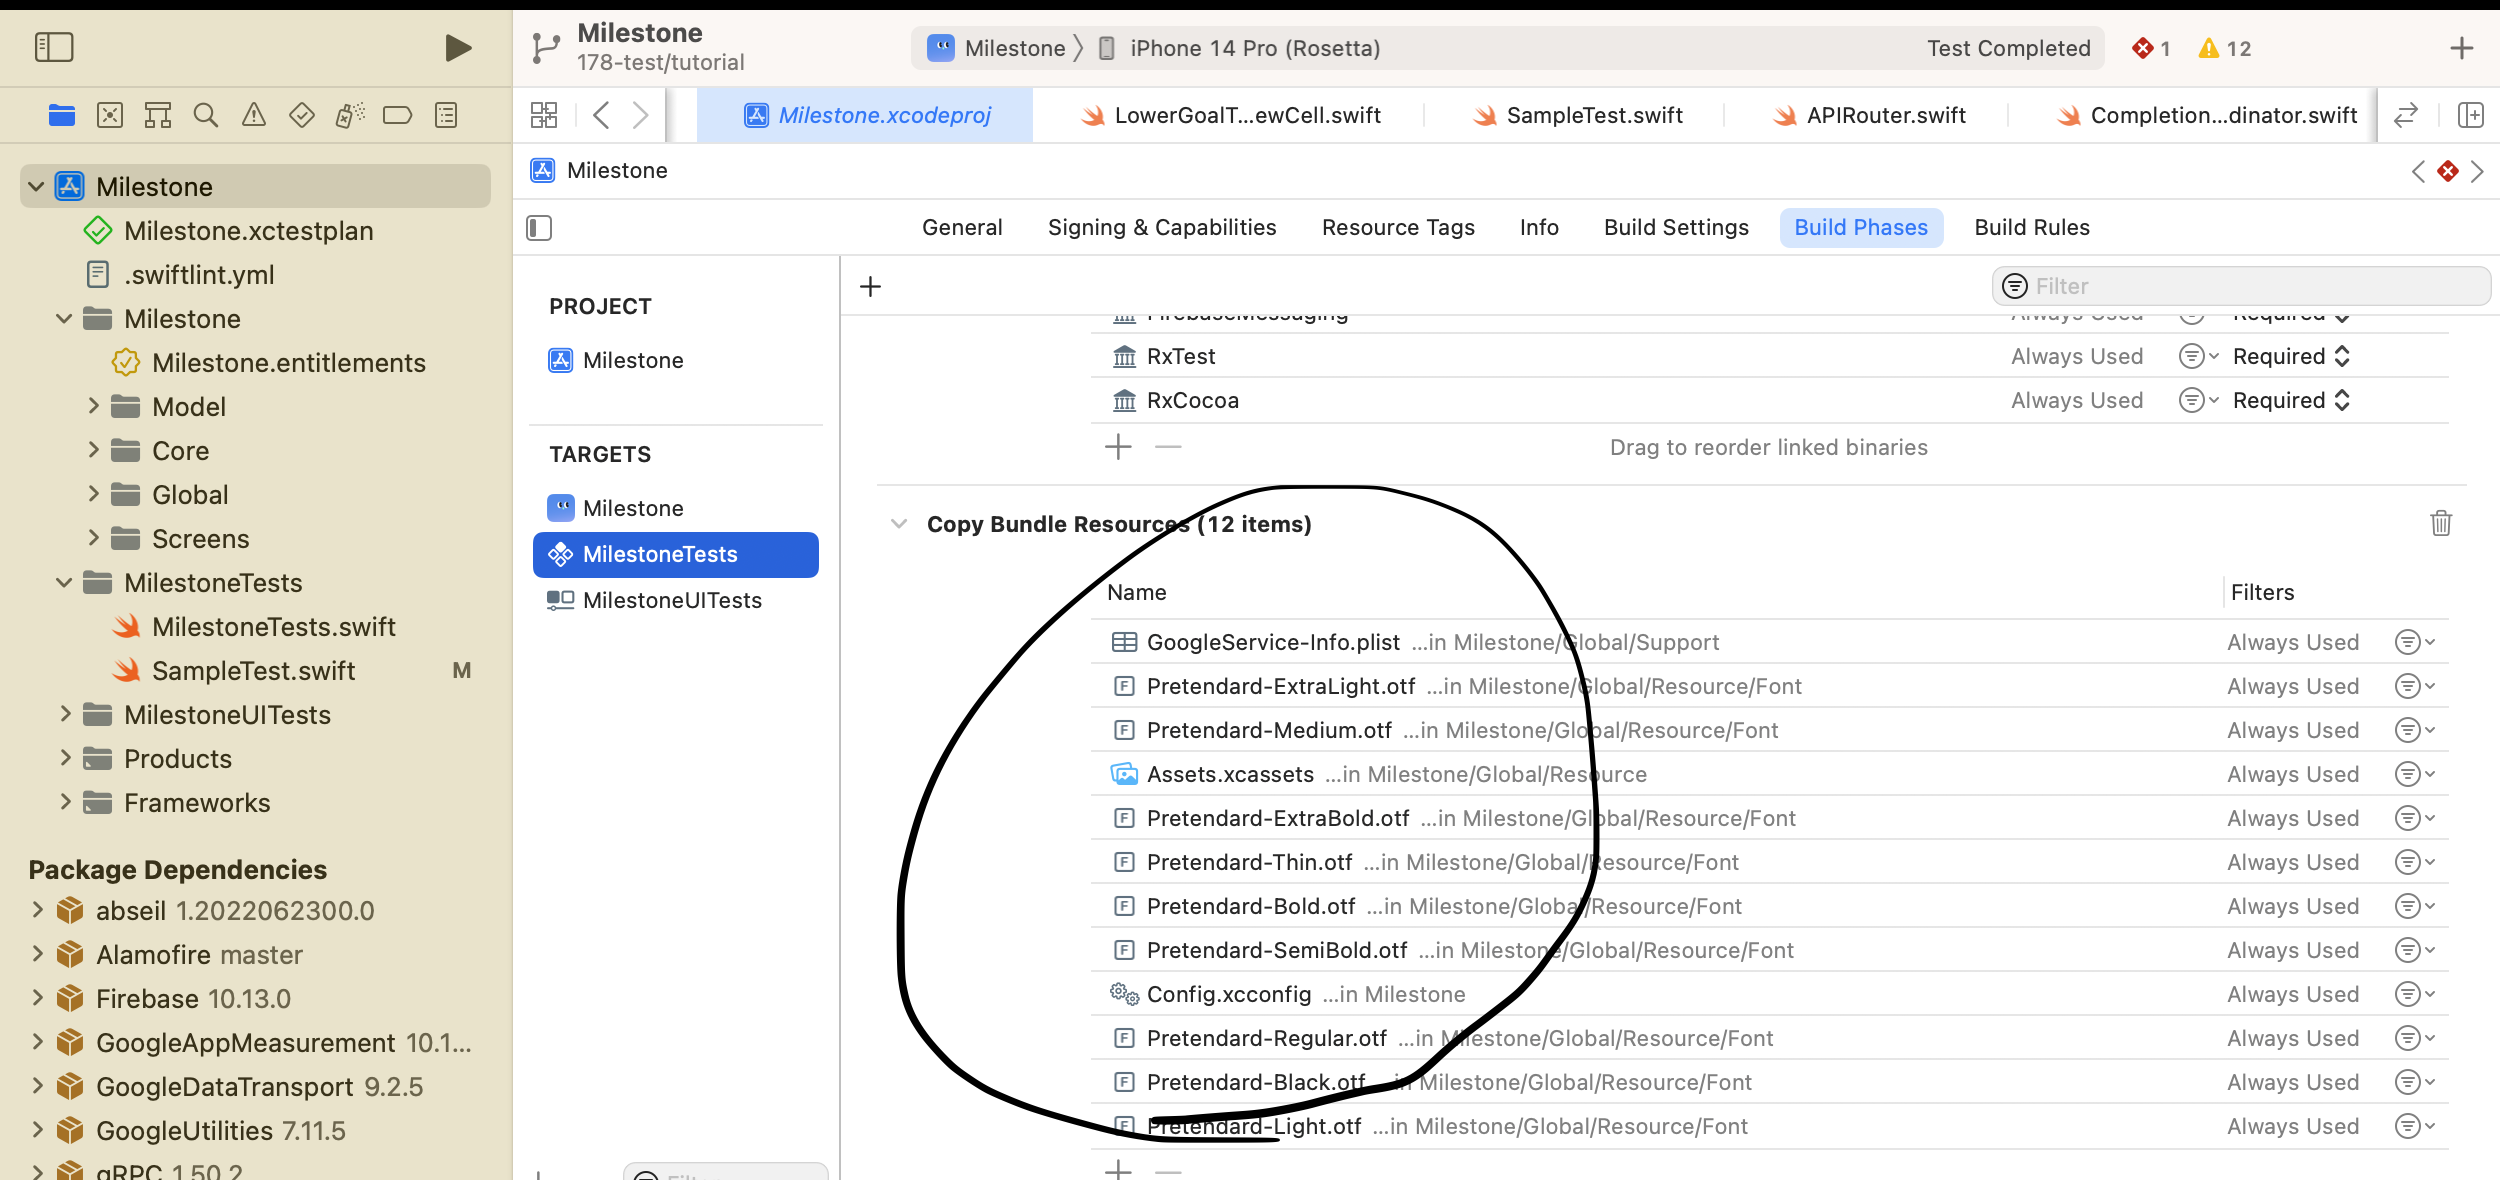 Milestone
178-test/tutorial
Milestone
iPhone 14 Pro (Rosetta)
Test Completed
1
12
Milestone.xcodeproj
LowerGoalT...ewCell.swift
SampleTest.swift
APIRouter.swift
Completion...dinator.swift
Milestone
General
Signing & Capabilities
Resource Tags
Info
Build Settings
Build Phases
Build Rules
Milestone
Milestone.xctestplan
.swiftlint.yml
Milestone
Milestone.entitlements
Model
Core
Global
Screens
MilestoneTests
MilestoneTests.swift
SampleTest.swift M
MilestoneUITests
Products
Frameworks
Package Dependencies
abseil 1.2022062300.0
Alamofire master
Firebase 10.13.0
GoogleAppMeasurement 10.1...
GoogleDataTransport 9.2.5
GoogleUtilities 7.11.5
gRPC 1.50.2
PROJECT
Milestone
TARGETS
Milestone
MilestoneTests
MilestoneUITests
Filter
Filter
FirebaseMessaging Always Used Required
RxTest Always Used Required
RxCocoa Always Used Required
Drag to reorder linked binaries
Copy Bundle Resources (12 items)
Name Filters
GoogleService-Info.plist ...in Milestone/Global/Support Always Used
Pretendard-ExtraLight.otf ...in Milestone/Global/Resource/Font Always Used
Pretendard-Medium.otf ...in Milestone/Global/Resource/Font Always Used
Assets.xcassets ...in Milestone/Global/Resource Always Used
Pretendard-ExtraBold.otf ...in Milestone/Global/Resource/Font Always Used
Pretendard-Thin.otf ...in Milestone/Global/Resource/Font Always Used
Pretendard-Bold.otf ...in Milestone/Global/Resource/Font Always Used
Pretendard-SemiBold.otf ...in Milestone/Global/Resource/Font Always Used
Config.xcconfig ...in Milestone Always Used
Pretendard-Regular.otf ...in Milestone/Global/Resource/Font Always Used
Pretendard-Black.otf ...in Milestone/Global/Resource/Font Always Used
Pretendard-Light.otf ...in Milestone/Global/Resource/Font Always Used